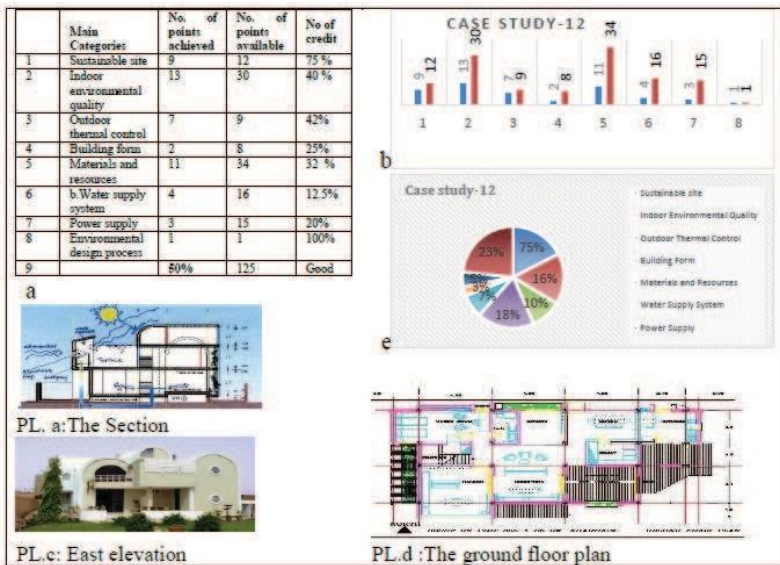 Main Categories No. of points achieved No. of points available No of credit
1 Sustainable site 9 12 75 %
2 Indoor environmental quality 13 30 40 %
3 Outdoor thermal control 7 9 42%
4 Building form 2 8 25%
5 Materials and resources 11 34 32 %
6 b.Water supply system 4 16 12.5%
7 Power supply 3 15 20%
8 Environmental design process 1 1 100%
9 50% 125 Good
a
CASE STUDY-12
9 12 13 30 7 9 2 8 11 34 4 16 3 15 1 1
1 2 3 4 5 6 7 8
b
Case study-12
75%
16%
10%
18%
7%
3%
23%
Sustainable site
Indoor Environmental Quality
Outdoor Thermal Control
Building Form
Materials and Resourses
Water Supply System
Power Supply
e
PL. a:The Section
PL.c: East elevation
NORTH
PL.d :The ground floor plan